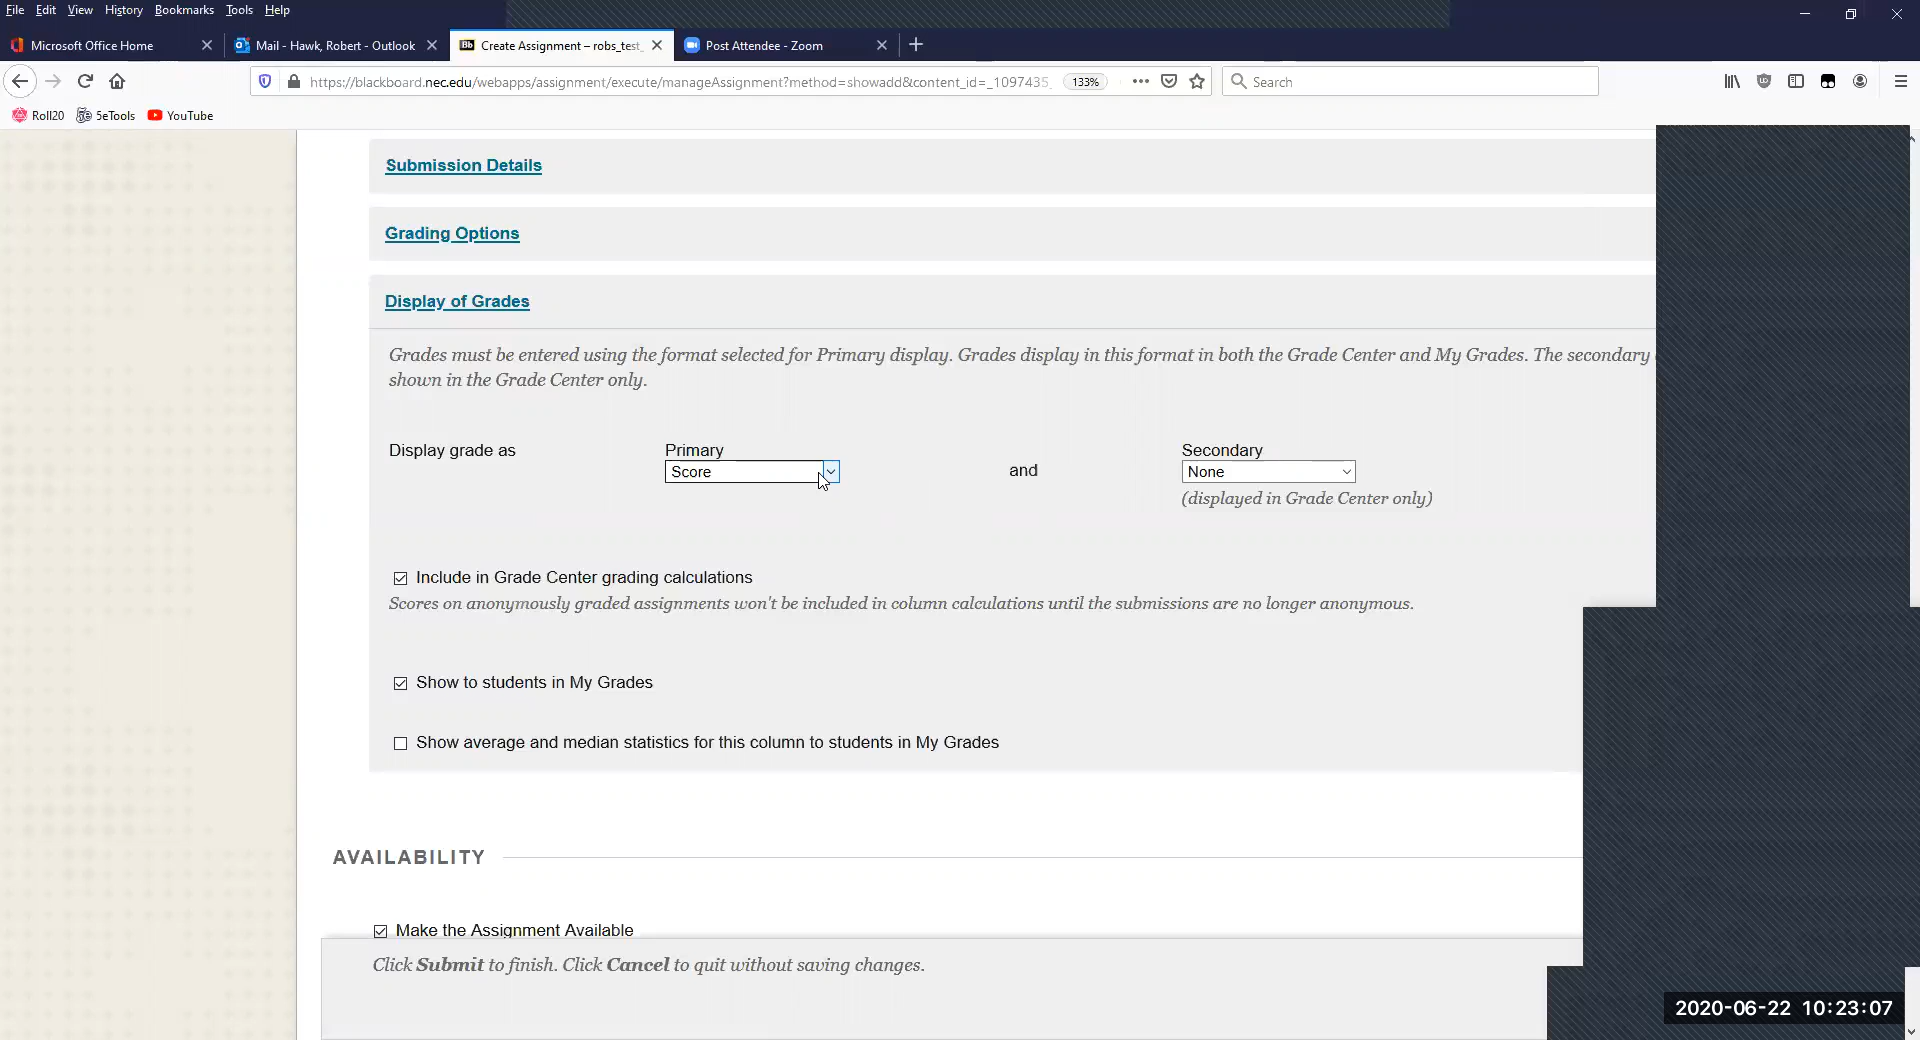 File Edit View History Bookmarks Tools Help
Microsoft Office Home
Mail - Hawk, Robert - Outlook
Create Assignment – robs_test_
Post Attendee - Zoom
https://blackboard.nec.edu/webapps/assignment/execute/manageAssignment?method=showadd&content_id=_1097435_
133%
Search
Roll20
5eTools
YouTube
Submission Details
Grading Options
Display of Grades
Grades must be entered using the format selected for Primary display. Grades display in this format in both the Grade Center and My Grades. The secondary
shown in the Grade Center only.
Display grade as
Primary
Score
and
Secondary
None
(displayed in Grade Center only)
Include in Grade Center grading calculations
Scores on anonymously graded assignments won't be included in column calculations until the submissions are no longer anonymous.
Show to students in My Grades
Show average and median statistics for this column to students in My Grades
AVAILABILITY
Make the Assignment Available
Click Submit to finish. Click Cancel to quit without saving changes.
2020-06-22 10:23:07